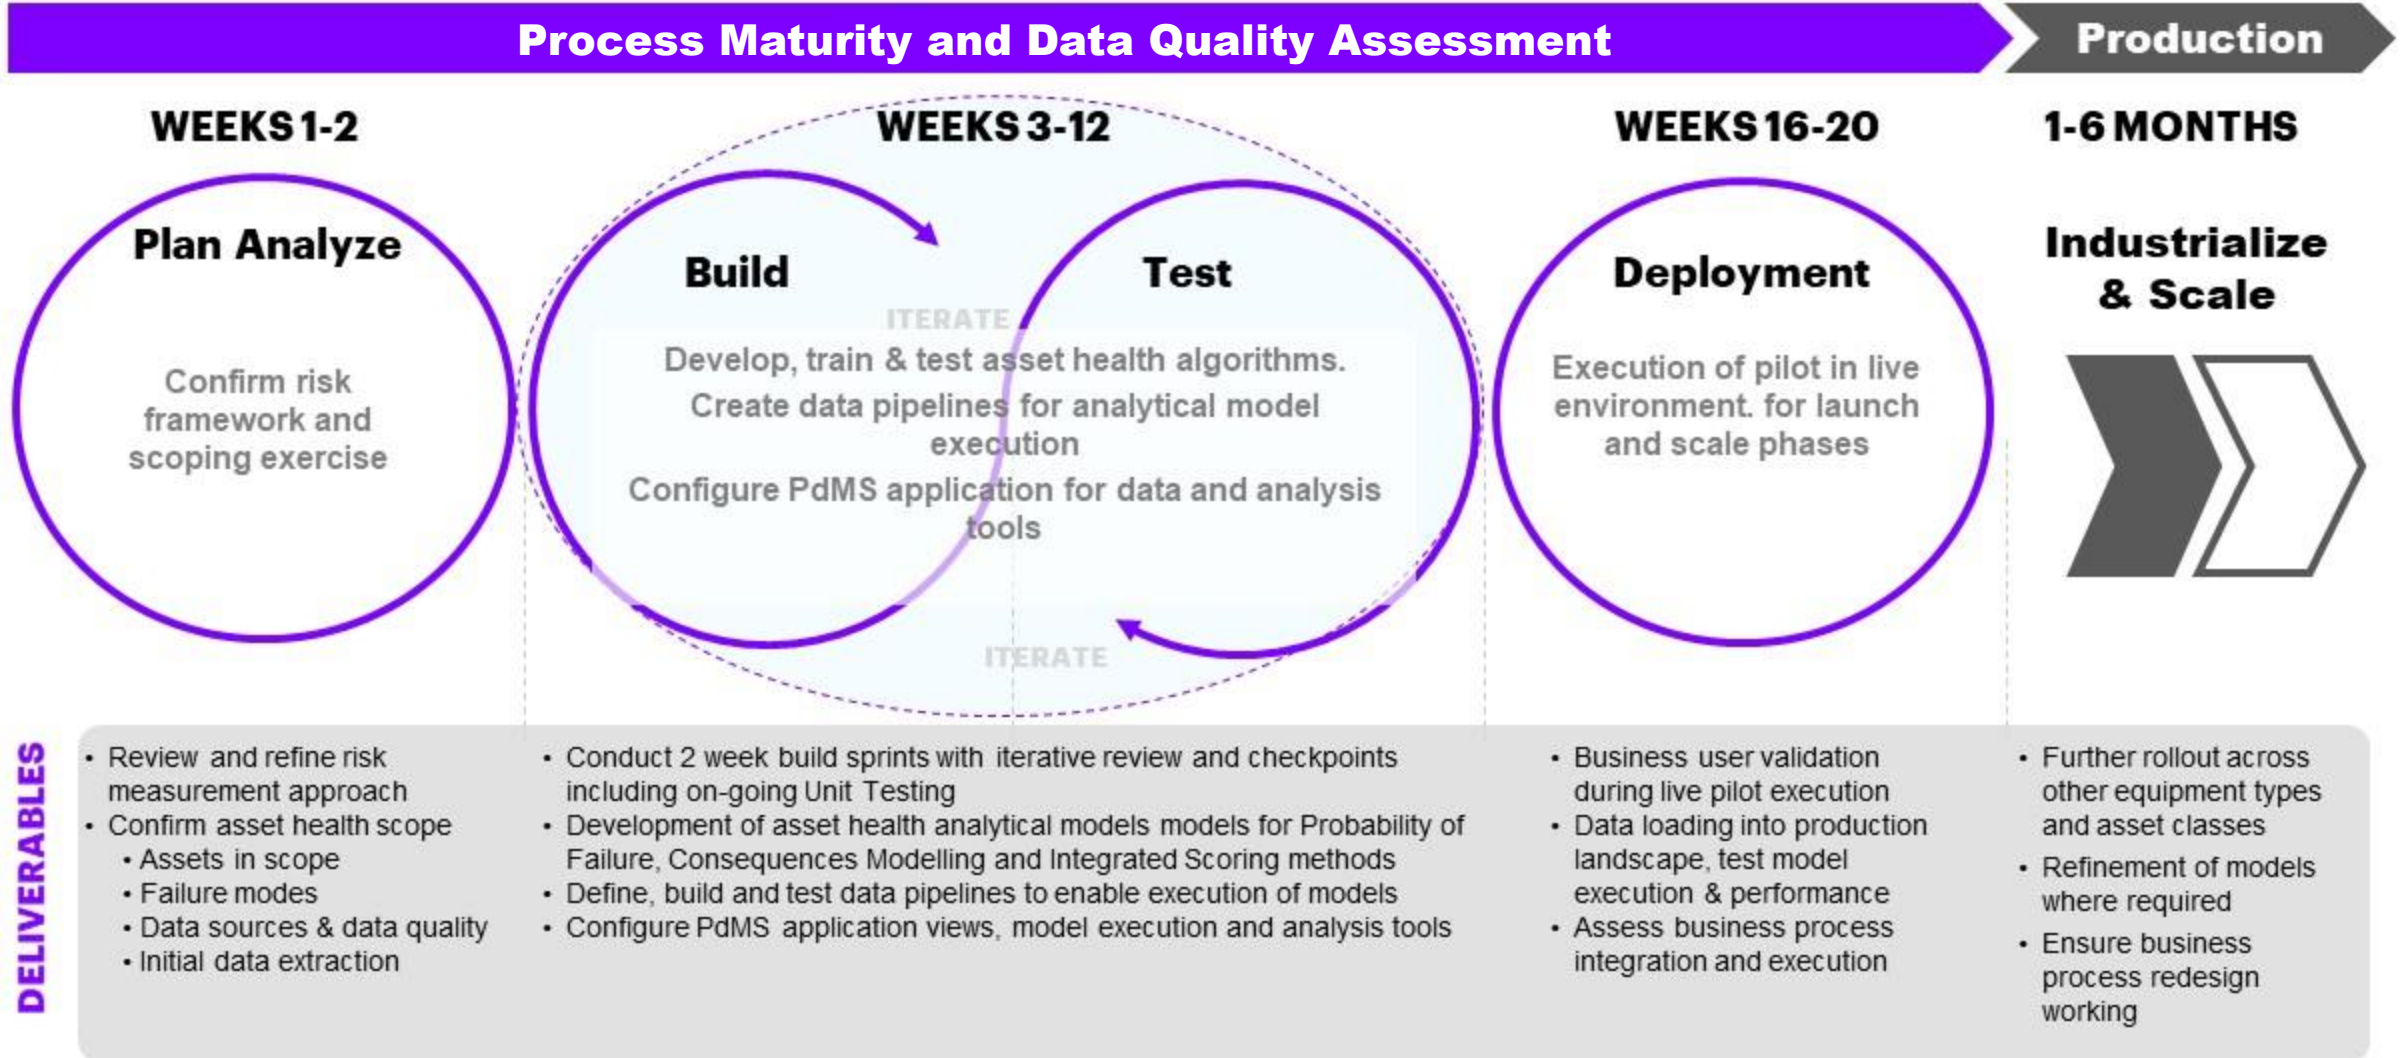 Process Maturity and Data Quality Assessment
Production
WEEKS 1-2
WEEKS 3-12
WEEKS 16-20
1-6 MONTHS
Plan Analyze
Confirm risk
framework and
scoping exercise
Build
Test
ITERATE
Develop, train & test asset health algorithms.
Create data pipelines for analytical model
execution
Configure PdMS application for data and analysis
tools
ITERATE
Deployment
Execution of pilot in live
environment. for launch
and scale phases
Industrialize
& Scale
DELIVERABLES
• Review and refine risk
measurement approach
• Confirm asset health scope
• Assets in scope
• Failure modes
• Data sources & data quality
• Initial data extraction
• Conduct 2 week build sprints with iterative review and checkpoints
including on-going Unit Testing
• Development of asset health analytical models models for Probability of
Failure, Consequences Modelling and Integrated Scoring methods
• Define, build and test data pipelines to enable execution of models
• Configure PdMS application views, model execution and analysis tools
• Business user validation
during live pilot execution
• Data loading into production
landscape, test model
execution & performance
• Assess business process
integration and execution
• Further rollout across
other equipment types
and asset classes
• Refinement of models
where required
• Ensure business
process redesign
working